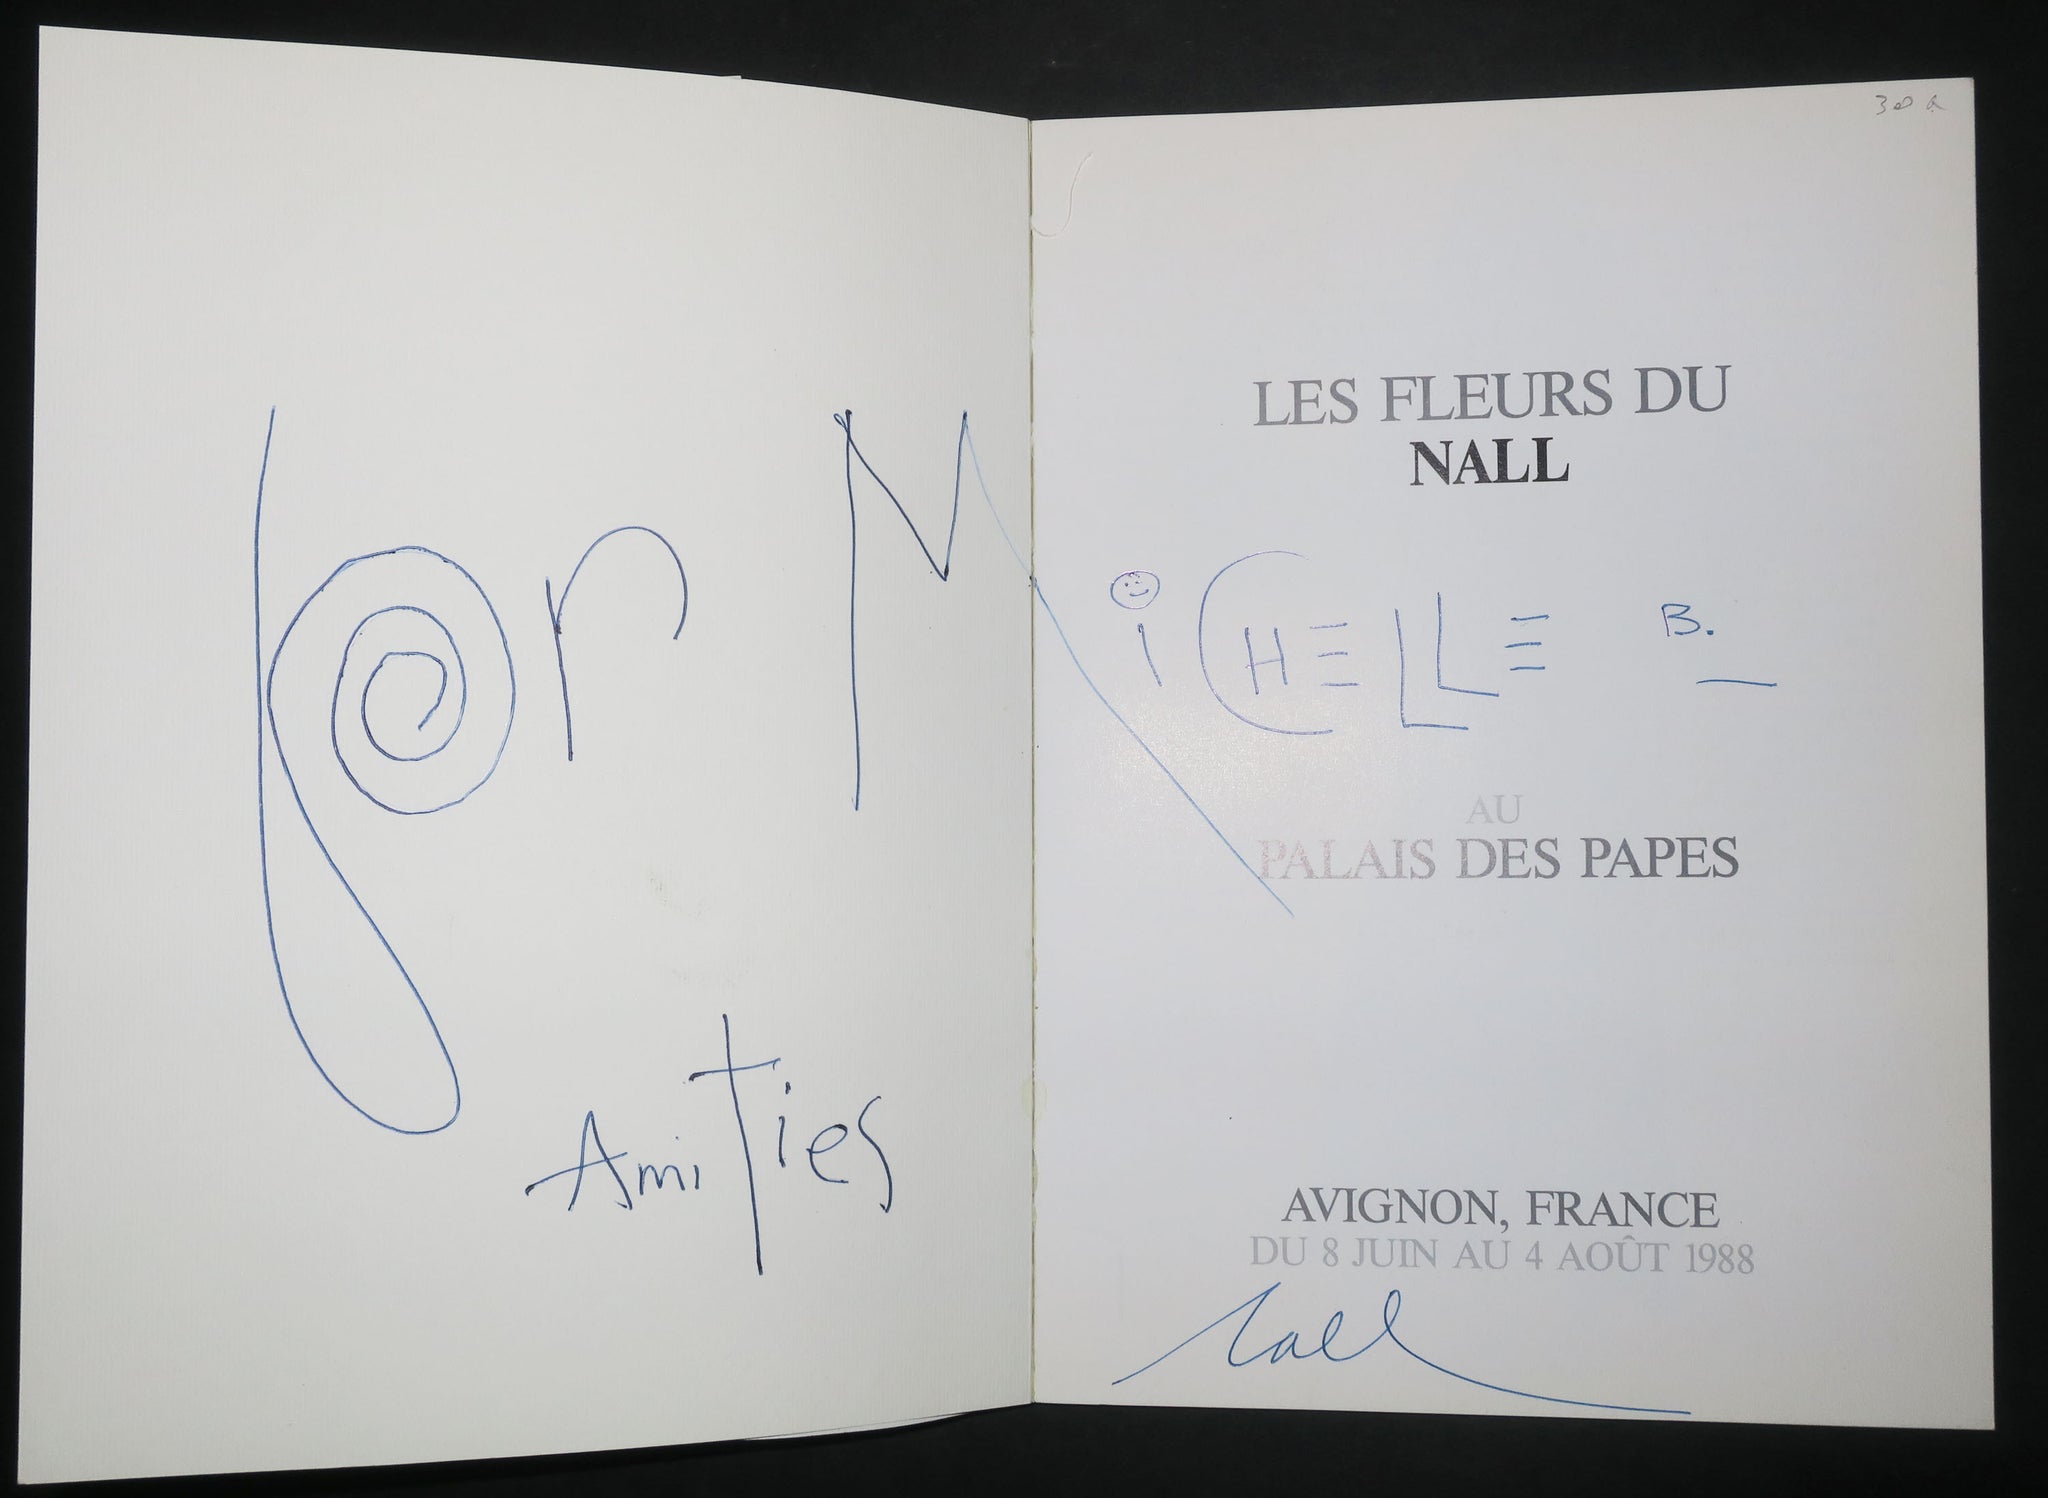 LES FLEURS DU
NALL
for MiCHELLE B.
AU
PALAIS DES PAPES
Amities
AVIGNON, FRANCE
DU 8 JUIN AU 4 AOÛT 1988
Nall